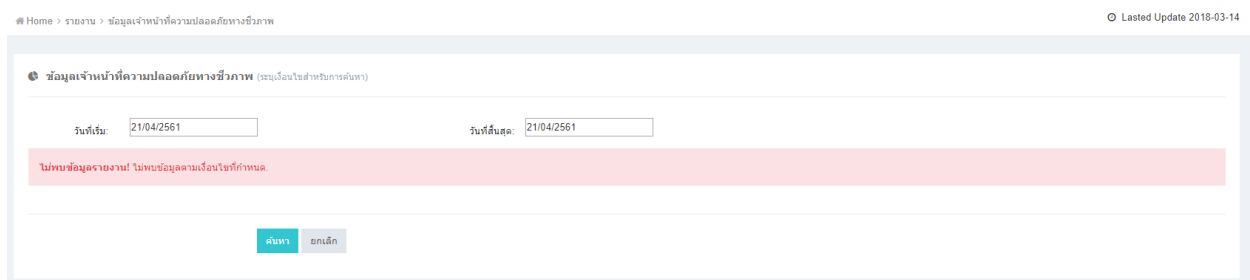 Home > รายงาน > ข้อมูลเจ้าหน้าที่ความปลอดภัยทางชีวภาพ
Lasted Update 2018-03-14
ข้อมูลเจ้าหน้าที่ความปลอดภัยทางชีวภาพ (ระบุเงื่อนไขสำหรับการค้นหา)
วันที่เริ่ม: 21/04/2561
วันที่สิ้นสุด: 21/04/2561
ไม่พบข้อมูลรายงาน! ไม่พบข้อมูลตามเงื่อนไขที่กำหนด.
ค้นหา ยกเลิก